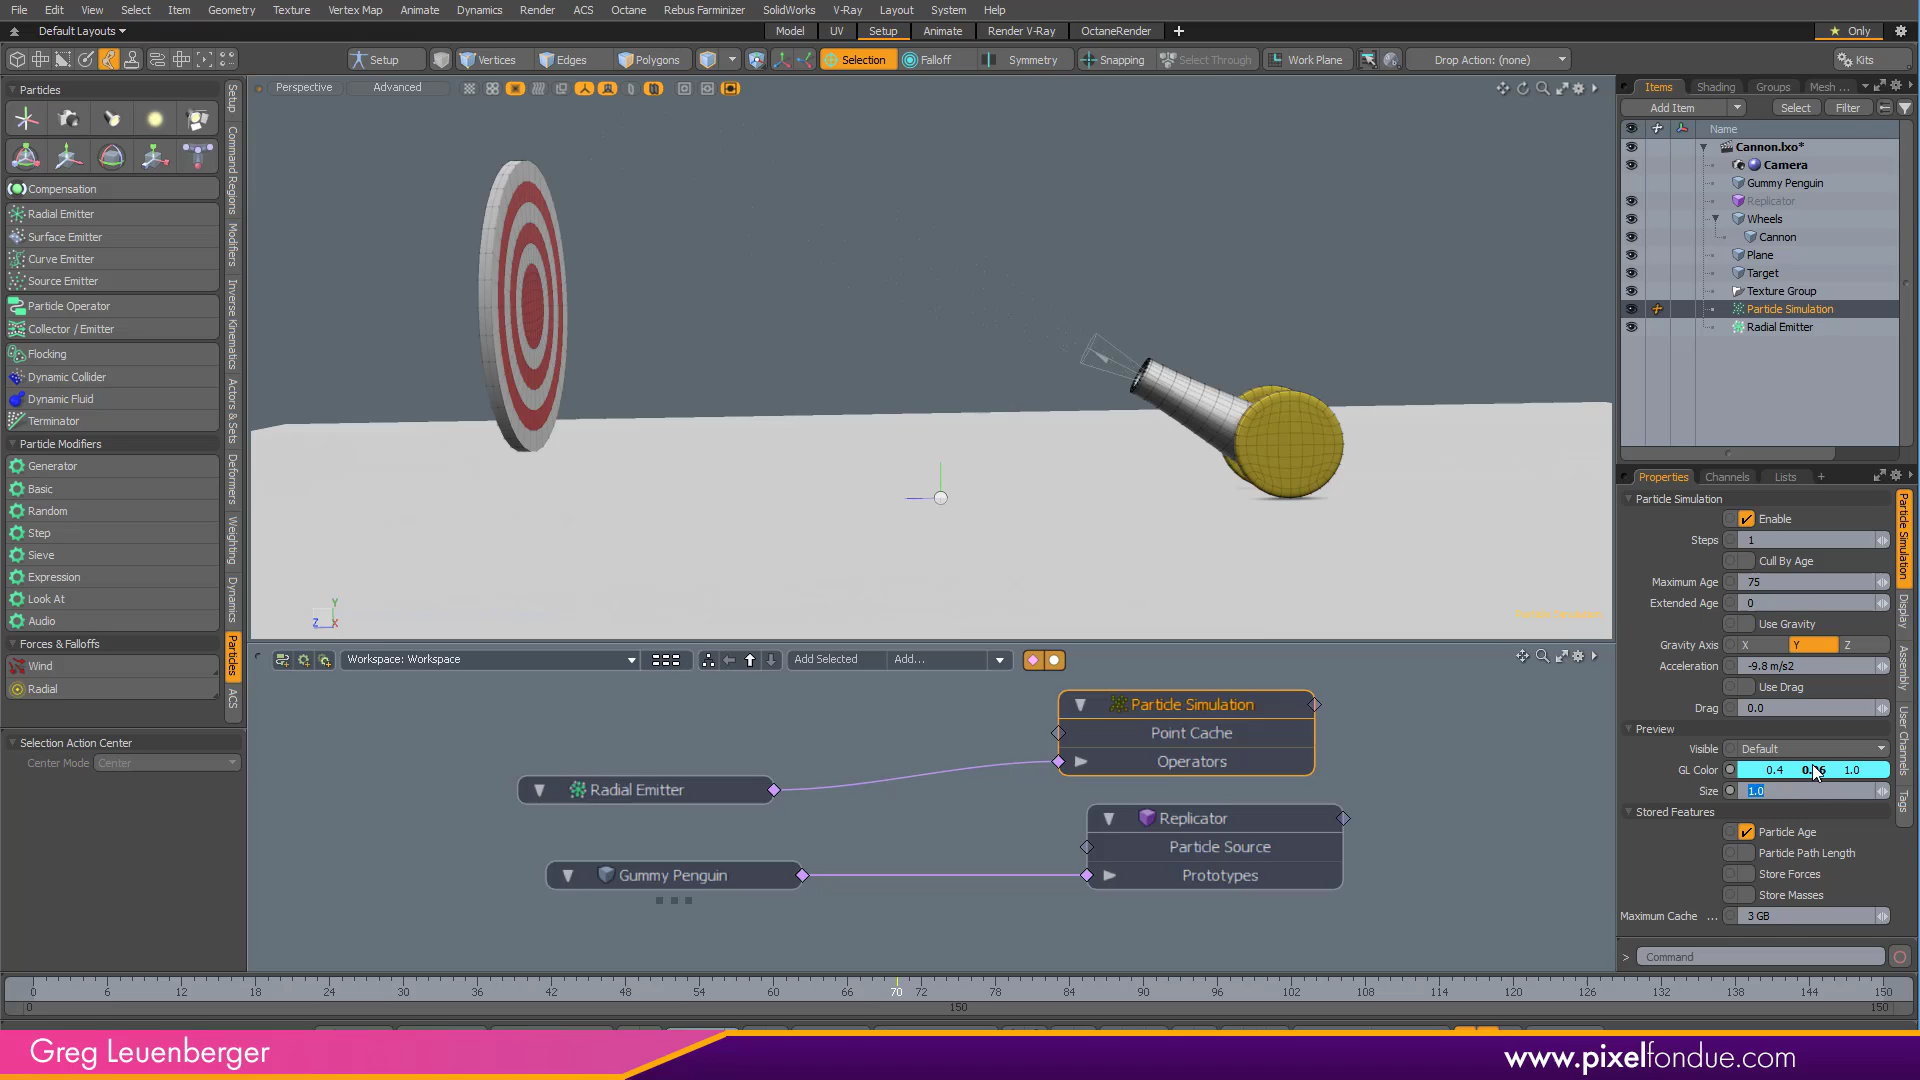 File Edit View Select Item Geometry Texture Vertex Map Animate Dynamics Render ACS Octane Rebus Farminizer SolidWorks V-Ray Layout System Help
Default Layouts Model UV Setup Animate Render V-Ray OctaneRender + Only
Setup Vertices Edges Polygons Selection Falloff Symmetry Snapping Select Through Work Plane Drop Action: (none) Kits
Particles
Compensation
Radial Emitter
Surface Emitter
Curve Emitter
Source Emitter
Particle Operator
Collector / Emitter
Flocking
Dynamic Collider
Dynamic Fluid
Terminator
Particle Modifiers
Generator
Basic
Random
Step
Sieve
Expression
Look At
Audio
Forces & Falloffs
Wind
Radial
Selection Action Center
Center Mode Center
Setup
Command Regions
Modifiers
Inverse Kinematics
Actors & Sets
Deformers
Weighting
Dynamics
Particles
ACS
Perspective Advanced
Y
Z X
Workspace: Workspace Add Selected Add...
Particle Simulation
Point Cache
Operators
Radial Emitter
Replicator
Particle Source
Prototypes
Gummy Penguin
Items Shading Groups Mesh ...
Add Item Select Filter
Name
Cannon.lxo*
Camera
Gummy Penguin
Replicator
Wheels
Cannon
Plane
Target
Texture Group
Particle Simulation
Radial Emitter
Properties Channels Lists +
Particle Simulation
Enable
Steps 1
Cull By Age
Maximum Age 75
Extended Age 0
Use Gravity
Gravity Axis X Y Z
Acceleration -9.8 m/s2
Use Drag
Drag 0.0
Preview
Visible Default
GL Color 0.4 1.0
Size 1.0
Stored Features
Particle Age
Particle Path Length
Store Forces
Store Masses
Maximum Cache ... 3 GB
Particle Simulation
Display
Assembly
User Channels
Tags
> Command
0 6 12 18 24 30 36 42 48 54 60 66 70 72 78 84 90 96 102 108 114 120 126 132 138 144 150
0 150 150
Greg Leuenberger
www.pixelfondue.com